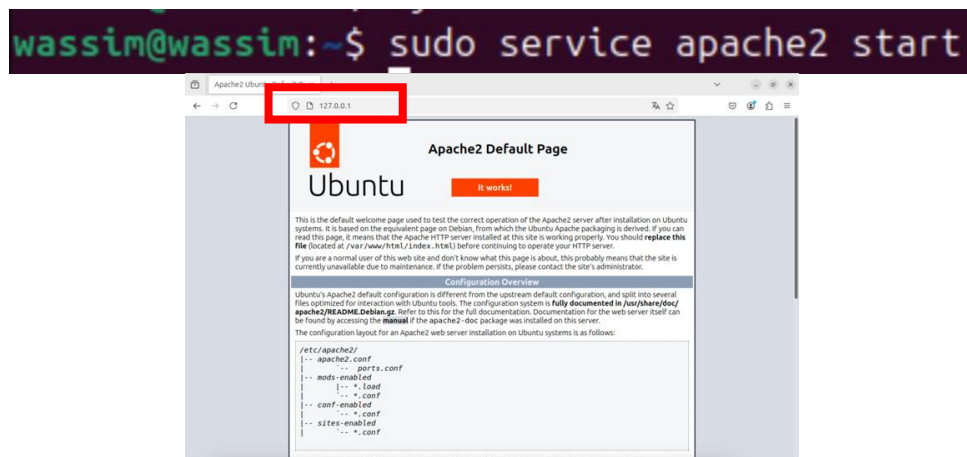 wassim@wassim:~$ sudo service apache2 start
127.0.0.1
Apache2 Default Page
Ubuntu
It works!
This is the default welcome page used to test the correct operation of the Apache2 server after installation on Ubuntu
systems. It is based on the equivalent page on Debian, from which the Ubuntu Apache packaging is derived. If you can
read this page, it means that the Apache HTTP server installed at this site is working properly. You should replace this
file (located at /var/www/html/index.html) before continuing to operate your HTTP server.
If you are a normal user of this web site and don't know what this page is about, this probably means that the site is
currently unavailable due to maintenance. If the problem persists, please contact the site's administrator.
Configuration Overview
Ubuntu's Apache2 default configuration is different from the upstream default configuration, and split into several
files optimized for interaction with Ubuntu tools. The configuration system is fully documented in /usr/share/doc/
apache2/README.Debian.gz. Refer to this for the full documentation. Documentation for the web server itself can
be found by accessing the manual if the apache2-doc package was installed on this server.
The configuration layout for an Apache2 web server installation on Ubuntu systems is as follows:
/etc/apache2/
|-- apache2.conf
|       `--  ports.conf
|-- mods-enabled
|       |-- *.load
|       `-- *.conf
|-- conf-enabled
|       `-- *.conf
|-- sites-enabled
|       `-- *.conf